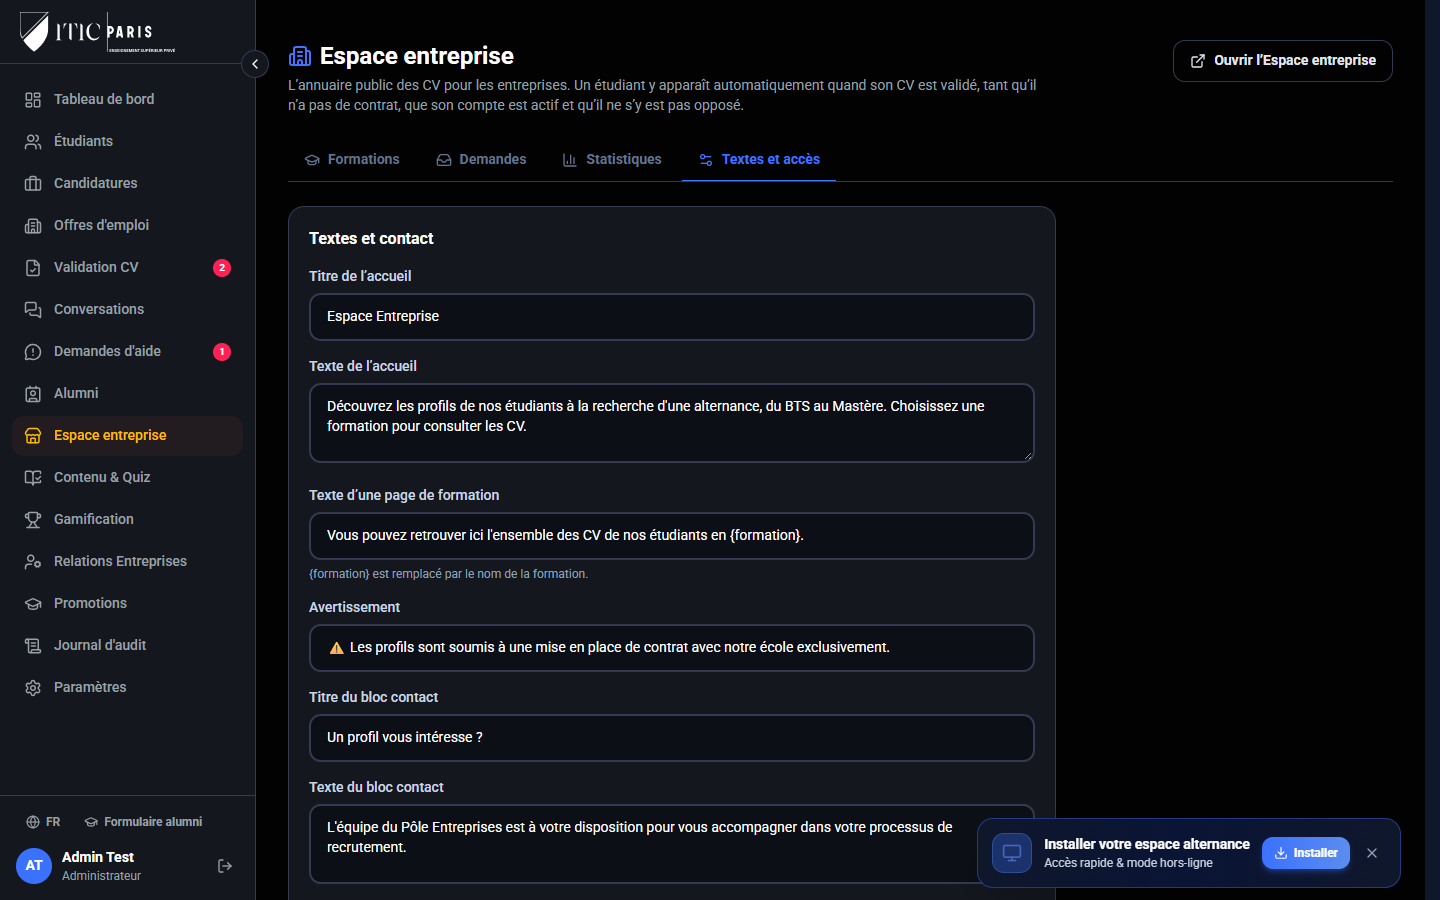 ITIC PARIS
ENSEIGNEMENT SUPÉRIEUR PRIVÉ
Tableau de bord
Étudiants
Candidatures
Offres d'emploi
Validation CV 2
Conversations
Demandes d'aide 1
Alumni
Espace entreprise
Contenu & Quiz
Gamification
Relations Entreprises
Promotions
Journal d'audit
Paramètres
FR Formulaire alumni
AT Admin Test
Administrateur
Espace entreprise
L’annuaire public des CV pour les entreprises. Un étudiant y apparaît automatiquement quand son CV est validé, tant qu’il
n’a pas de contrat, que son compte est actif et qu’il ne s’y est pas opposé.
Ouvrir l’Espace entreprise
Formations Demandes Statistiques Textes et accès
Textes et contact
Titre de l’accueil
Espace Entreprise
Texte de l’accueil
Découvrez les profils de nos étudiants à la recherche d'une alternance, du BTS au Mastère. Choisissez une
formation pour consulter les CV.
Texte d’une page de formation
Vous pouvez retrouver ici l'ensemble des CV de nos étudiants en {formation}.
{formation} est remplacé par le nom de la formation.
Avertissement
⚠️ Les profils sont soumis à une mise en place de contrat avec notre école exclusivement.
Titre du bloc contact
Un profil vous intéresse ?
Texte du bloc contact
L'équipe du Pôle Entreprises est à votre disposition pour vous accompagner dans votre processus de
recrutement.
Installer votre espace alternance
Accès rapide & mode hors-ligne
Installer